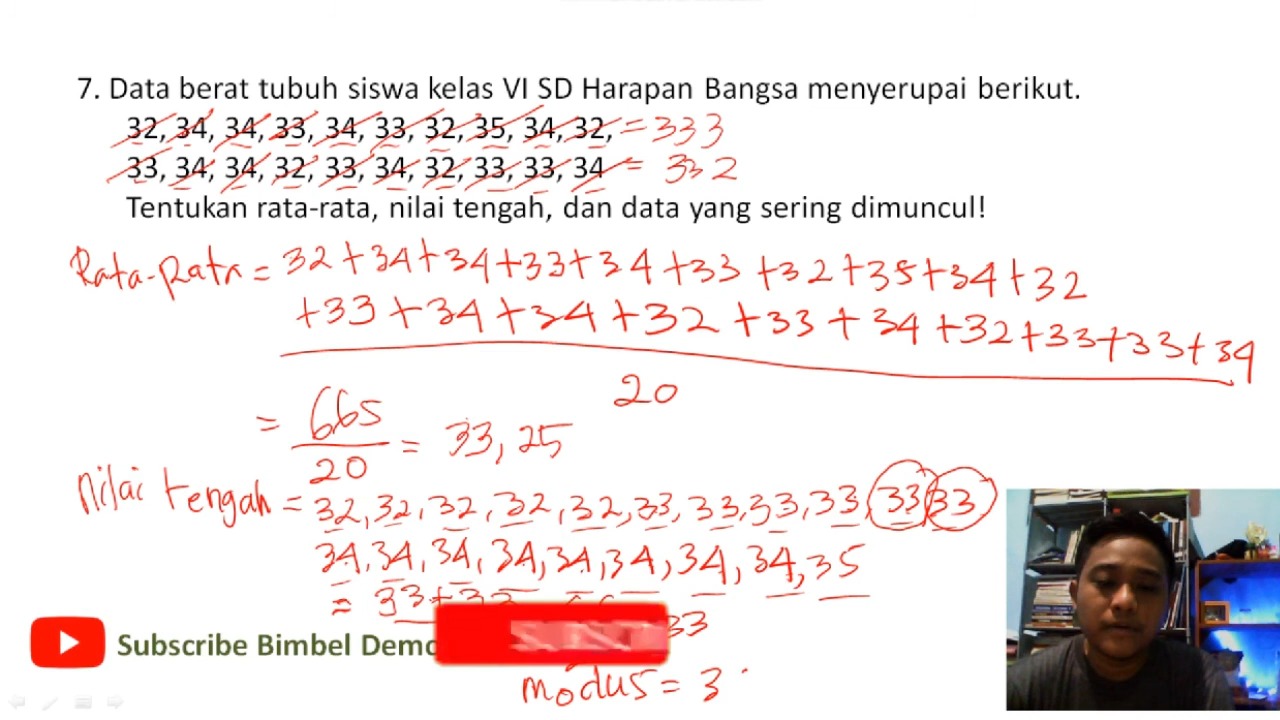 7. Data berat tubuh siswa kelas VI SD Harapan Bangsa menyerupai berikut.
32, 34, 34, 33, 34, 33, 32, 35, 34, 32, = 333
33, 34, 34, 32, 33, 34, 32, 33, 33, 34 = 332
Tentukan rata-rata, nilai tengah, dan data yang sering dimuncul!
Rata-Rata = 32+34+34+33+34+33+32+35+34+32
+33+34+34+32+33+34+32+33+33+34
20
= 665
20
= 33,25
Nilai tengah = 32, 32, 32, 32, 32, 33, 33, 33, 33, 33, 33
34, 34, 34, 34, 34, 34, 34, 34, 35
= 33+33
33
Subscribe Bimbel Demo
modus = 3